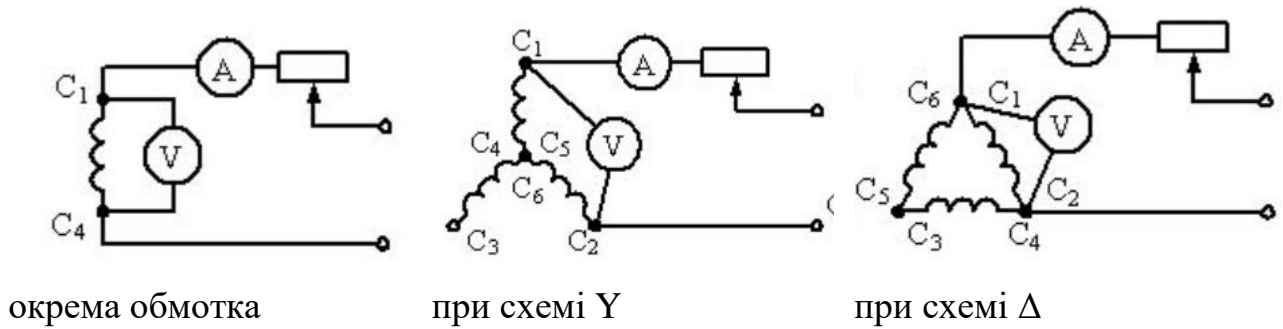 A
C1
V
C4
C1
A
V
C4 C5
C6
C3
C2
A
C6 C1
V
C5
C2
C3
C4
окрема обмотка
при схемі Y
при схемі Δ